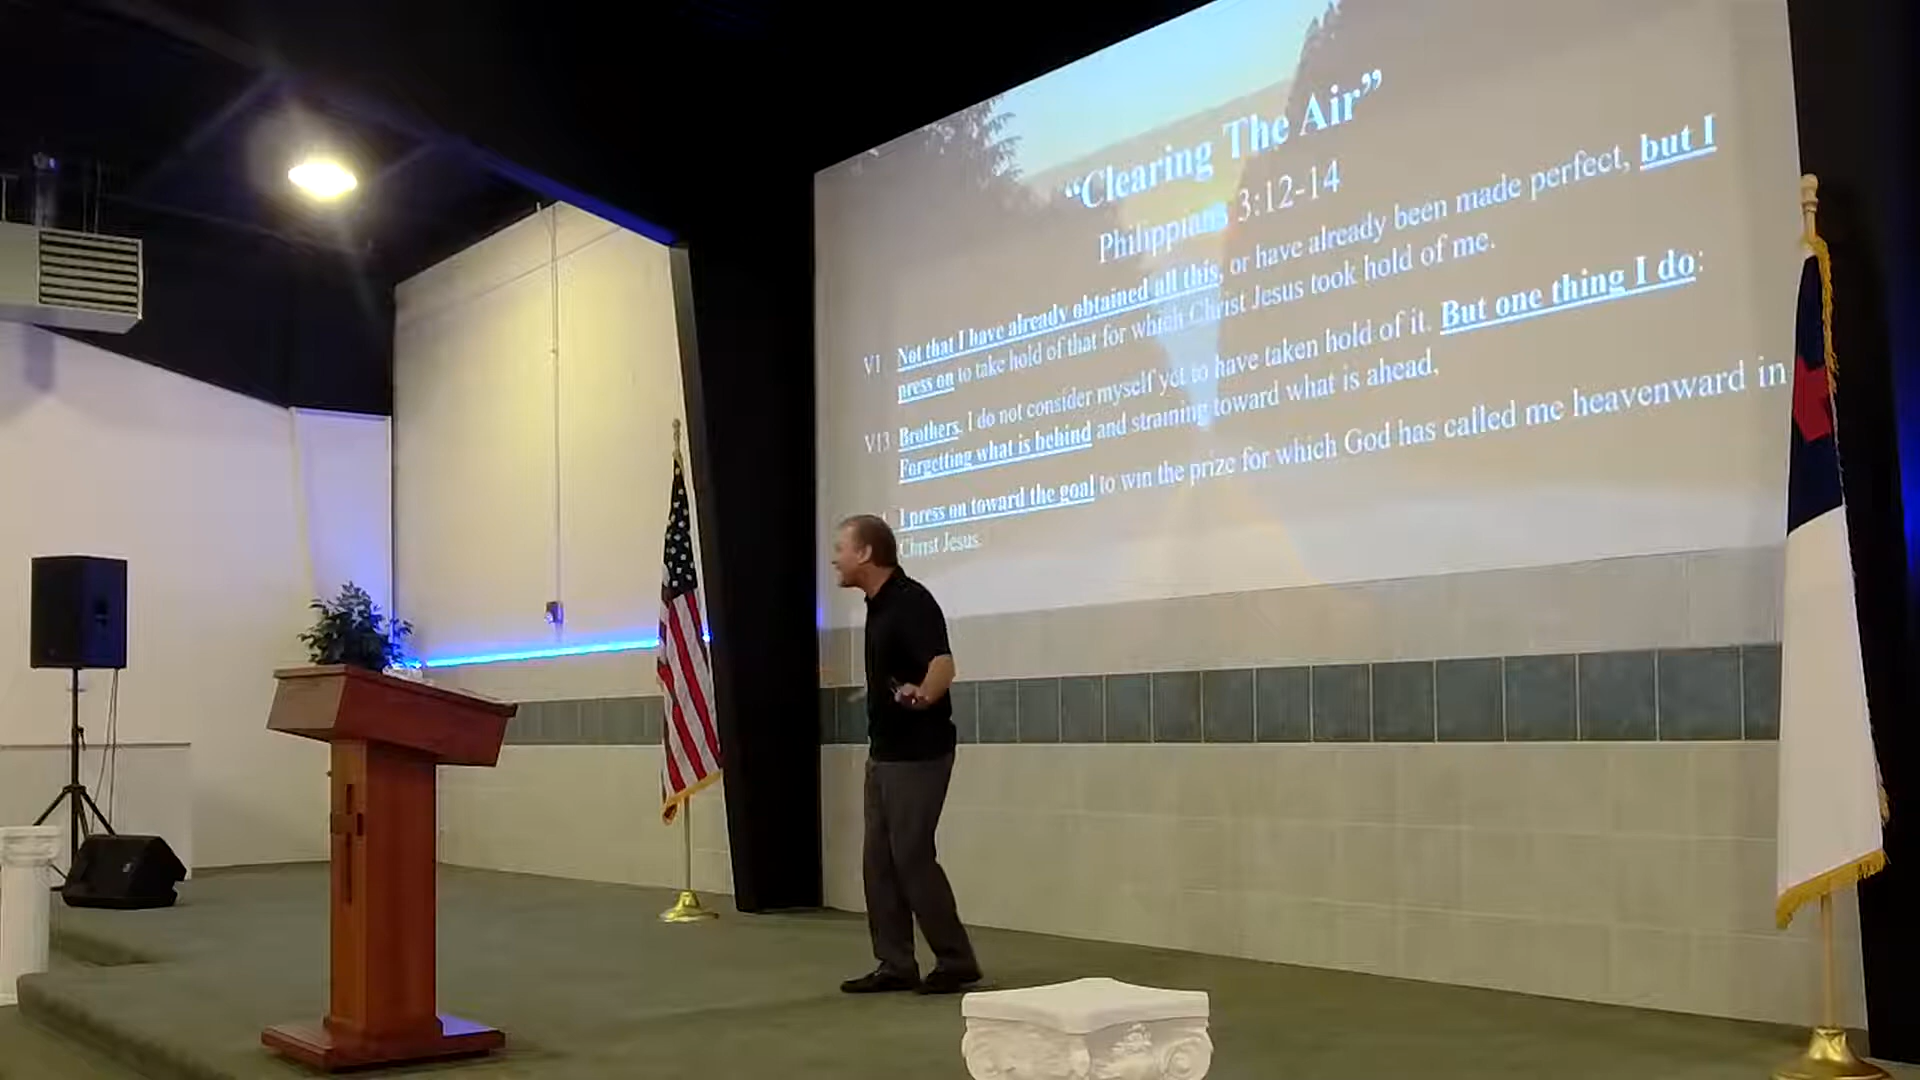 “Clearing The Air”
Philippians 3:12-14
V1 Not that I have already obtained all this, or have already been made perfect, but I
press on to take hold of that for which Christ Jesus took hold of me.
V13 Brothers, I do not consider myself yet to have taken hold of it. But one thing I do:
Forgetting what is behind and straining toward what is ahead,
I press on toward the goal to win the prize for which God has called me heavenward in
Christ Jesus.